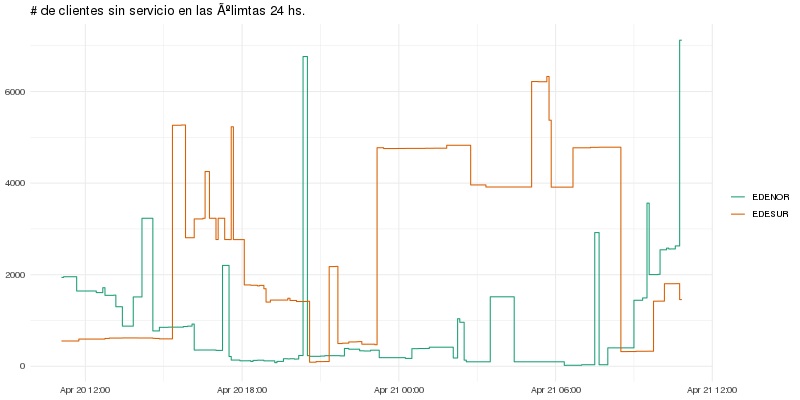 # de clientes sin servicio en las Ãºlimtas 24 hs.
6000
4000
2000
0
Apr 20 12:00
Apr 20 18:00
Apr 21 00:00
Apr 21 06:00
Apr 21 12:00
EDENOR
EDESUR